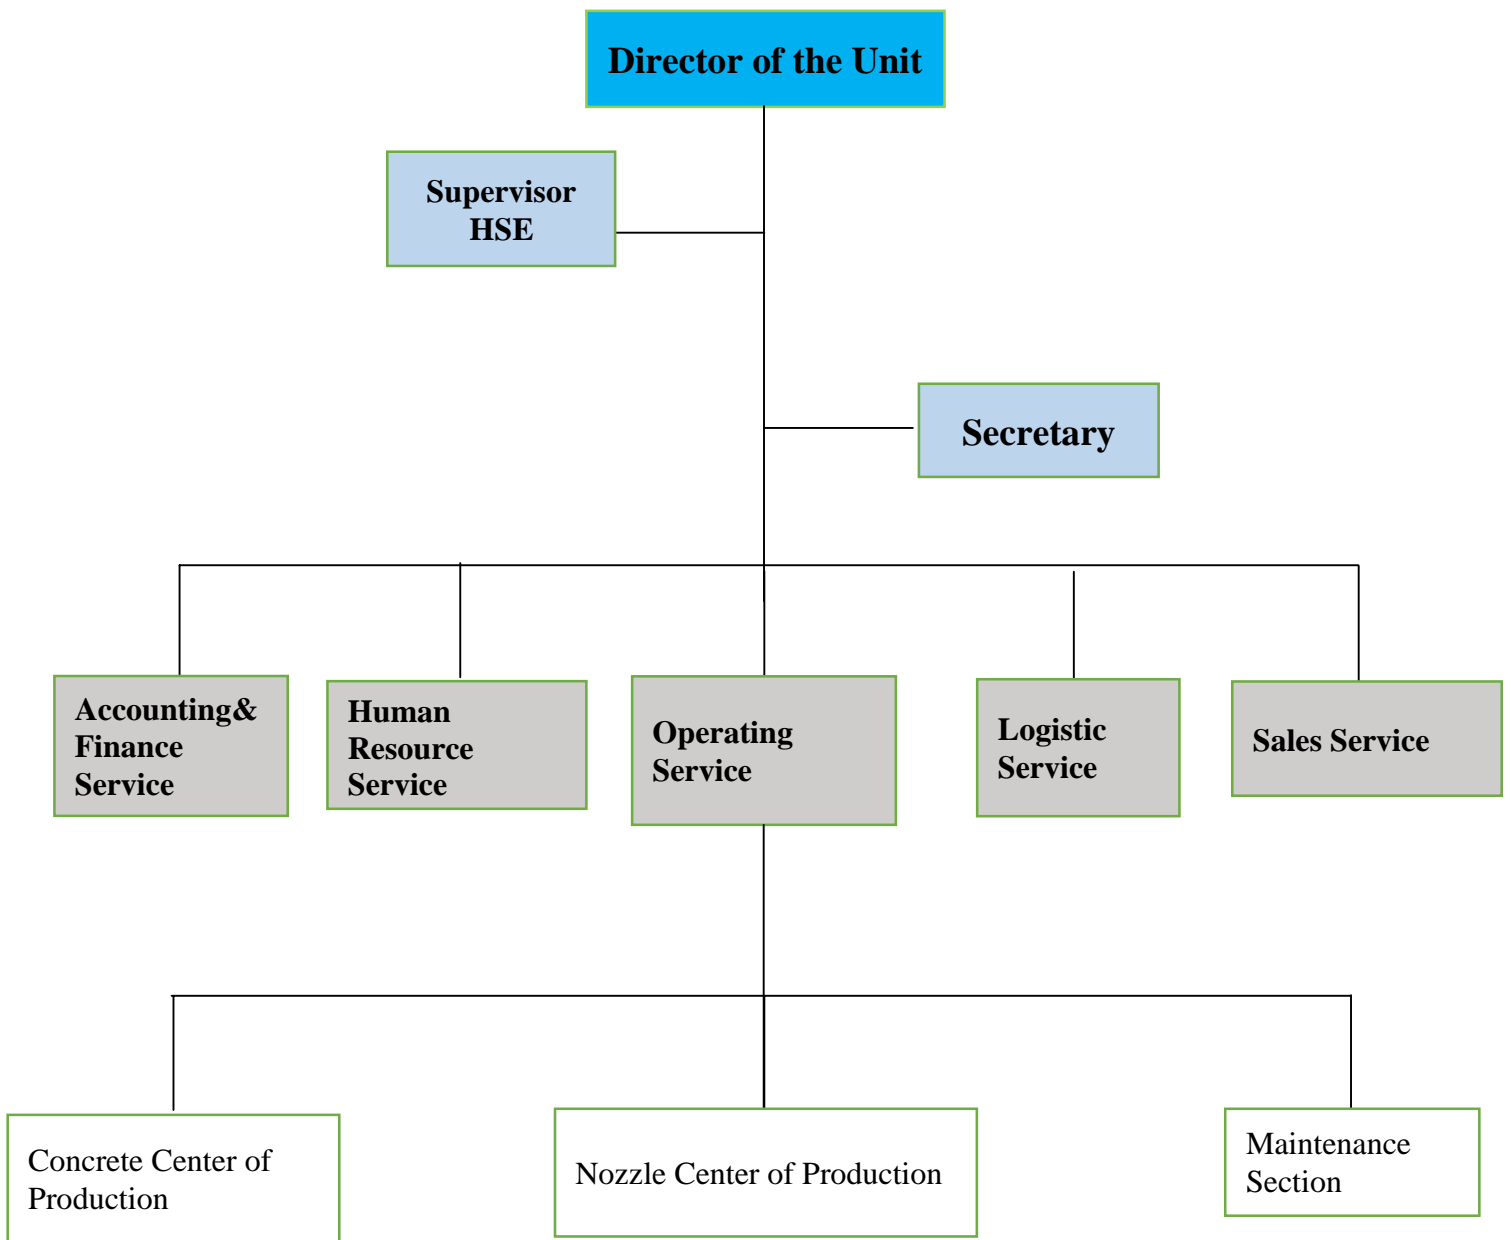 Director of the Unit
Supervisor
HSE
Secretary
Accounting&
Finance
Service
Human
Resource
Service
Operating
Service
Logistic
Service
Sales Service
Concrete Center of
Production
Nozzle Center of Production
Maintenance
Section